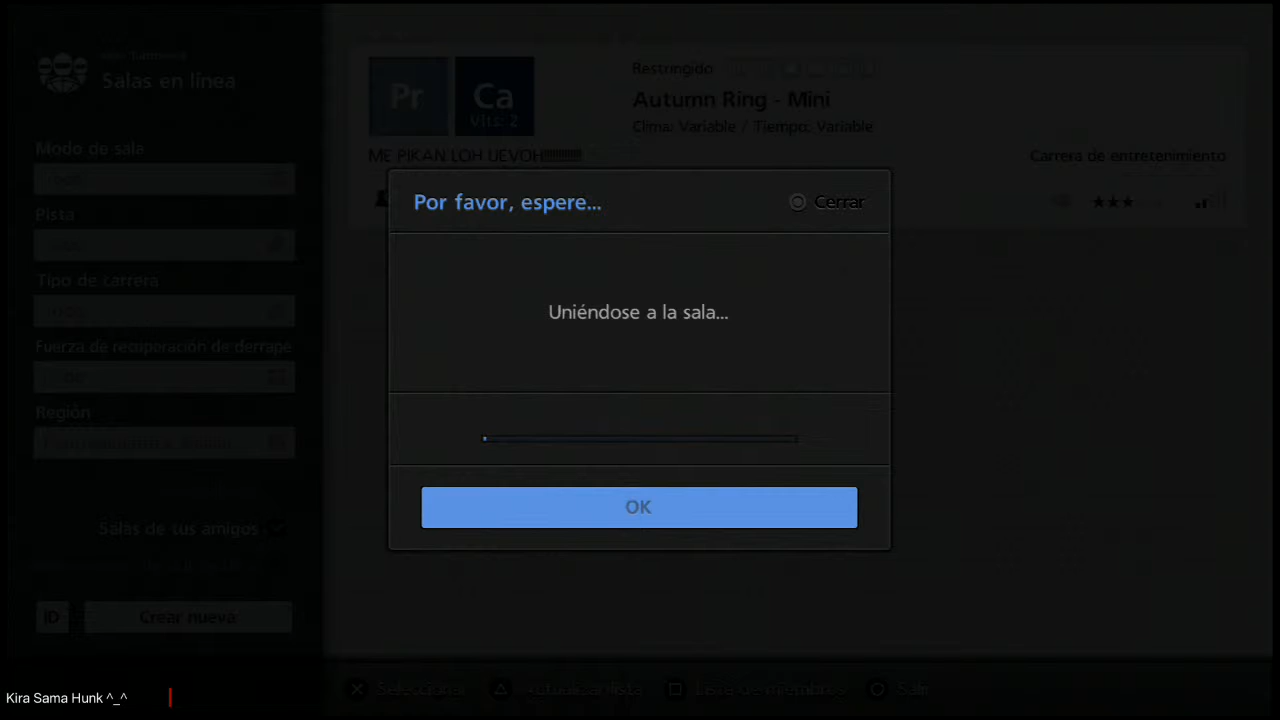 Salas en línea
Modo de sala
Pista
Tipo de carrera
Fuerza de recuperación de derrape
Región
Salas de tus amigos
ID
Crear nueva
Pr
Ca
Vlts: 2
Restringido
Autumn Ring - Mini
Clima: Variable / Tiempo: Variable
ME PIKAN LOH UEVOH!!!!!!!!!!
Carrera de entretenimiento
Por favor, espere...
Cerrar
Uniéndose a la sala...
OK
Seleccionar
Actualizar lista
Lista de miembros
Salir
Kira Sama Hunk ^_^